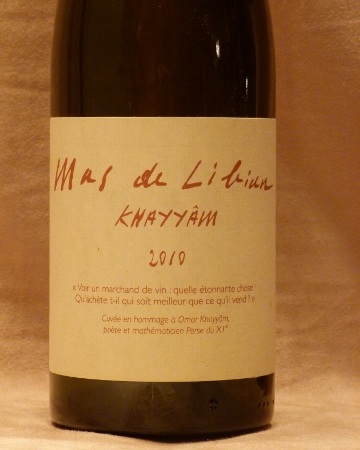 Mas de Libian
KHAYYÂM
2010
« Voir un marchand de vin : quelle étonnante chose
Qu'achète t-il qui soit meilleur que ce qu'il vend ? »
Cuvée en hommage à Omar Khayyâm,
poète et mathématicien Perse du XI°